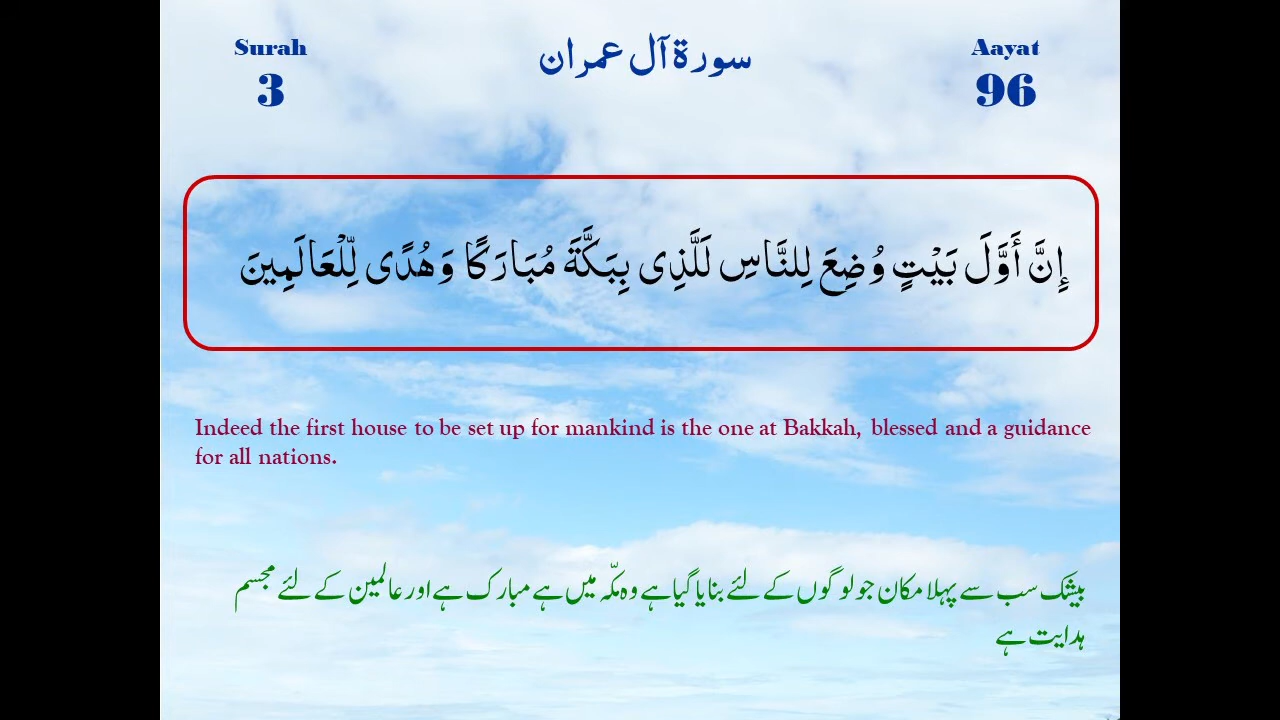 Surah
3
سورة آل عمران
Aayat
96
إِنَّ أَوَّلَ بَيْتٍ وُضِعَ لِلنَّاسِ لَلَّذِى بِبَكَّةَ مُبَارَكًا وَهُدًى لِّلْعَالَمِينَ
Indeed the first house to be set up for mankind is the one at Bakkah, blessed and a guidance
for all nations.
بیشک سب سے پہلا مکان جو لوگوں کے لئے بنایا گیا ہے وہ مکّہ میں ہے مبارک ہے اور عالمین کے لئے مجسم
ہدایت ہے